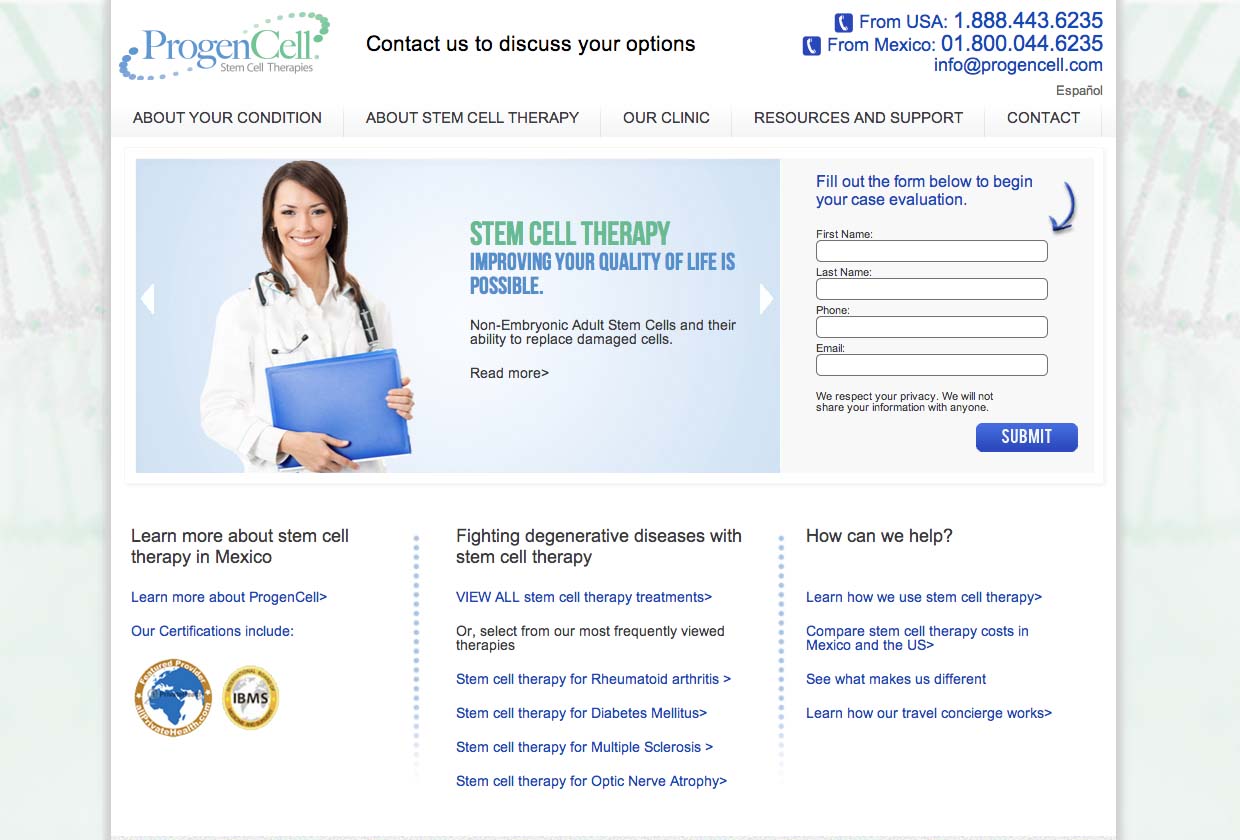 ProgenCell
Stem Cell Therapies
Contact us to discuss your options
From USA: 1.888.443.6235
From Mexico: 01.800.044.6235
info@progencell.com
Español
ABOUT YOUR CONDITION
ABOUT STEM CELL THERAPY
OUR CLINIC
RESOURCES AND SUPPORT
CONTACT
STEM CELL THERAPY
IMPROVING YOUR QUALITY OF LIFE IS
POSSIBLE.
Non-Embryonic Adult Stem Cells and their
ability to replace damaged cells.
Read more>
Fill out the form below to begin
your case evaluation.
First Name:
Last Name:
Phone:
Email:
We respect your privacy. We will not
share your information with anyone.
SUBMIT
Learn more about stem cell
therapy in Mexico
Learn more about ProgenCell>
Our Certifications include:
Featured Provider
allPrivateHealth.com
IBMS
Fighting degenerative diseases with
stem cell therapy
VIEW ALL stem cell therapy treatments>
Or, select from our most frequently viewed
therapies
Stem cell therapy for Rheumatoid arthritis >
Stem cell therapy for Diabetes Mellitus>
Stem cell therapy for Multiple Sclerosis >
Stem cell therapy for Optic Nerve Atrophy>
How can we help?
Learn how we use stem cell therapy>
Compare stem cell therapy costs in
Mexico and the US>
See what makes us different
Learn how our travel concierge works>